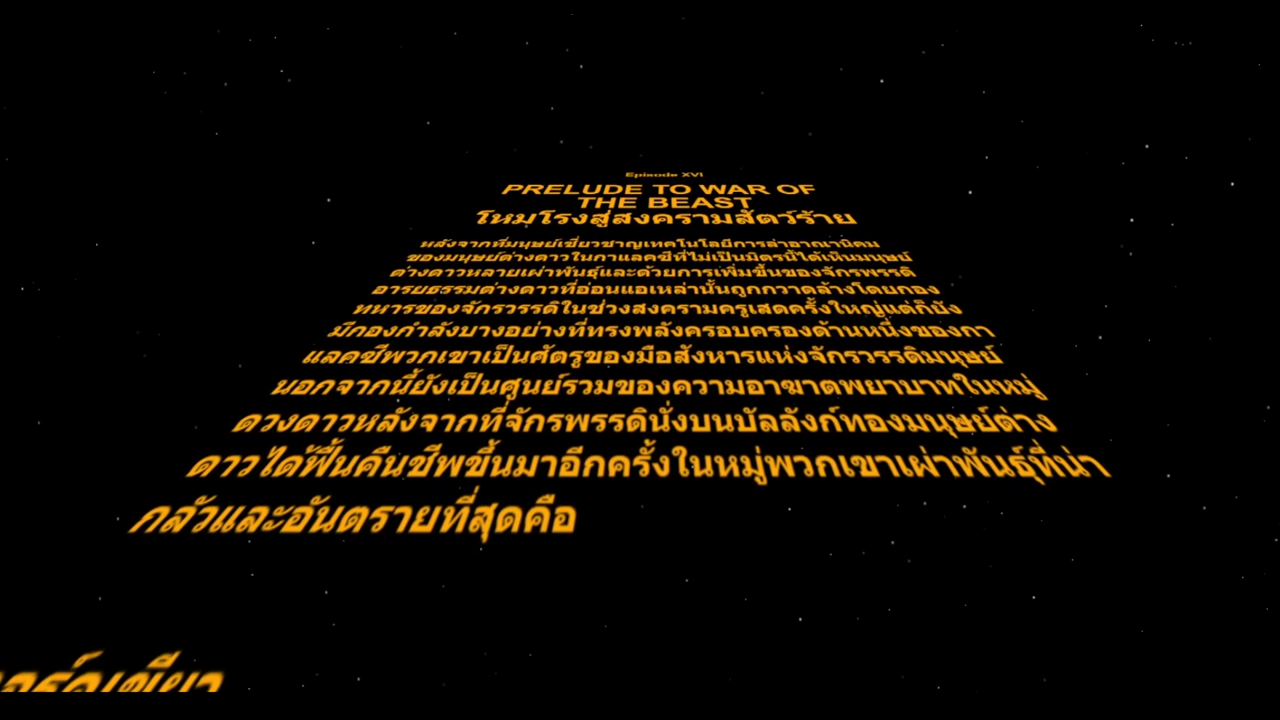 Episode XVI
PRELUDE TO WAR OF
THE BEAST
โหมโรงสู่สงครามสัตว์ร้าย
หลังจากที่มนุษย์เชี่ยวชาญเทคโนโลยีการล่าอาณานิคม
ของมนุษย์ต่างดาวในกาแลคซีที่ไม่เป็นมิตรนี้ได้เห็นมนุษย์
ต่างดาวหลายเผ่าพันธุ์และด้วยการเพิ่มขึ้นของจักรพรรดิ
อารยธรรมต่างดาวที่อ่อนแอเหล่านั้นถูกกวาดล้างโดยกอง
ทหารของจักรวรรดิในช่วงสงครามครูเสดครั้งใหญ่แต่ก็ยัง
มีกองกำลังบางอย่างที่ทรงพลังครอบครองด้านหนึ่งของกา
แลคซีพวกเขาเป็นศัตรูของมือสังหารแห่งจักรวรรดิมนุษย์
นอกจากนี้ยังเป็นศูนย์รวมของความอาฆาตพยาบาทในหมู่
ดวงดาวหลังจากที่จักรพรรดินั่งบนบัลลังก์ทองมนุษย์ต่าง
ดาวได้ฟื้นคืนชีพขึ้นมาอีกครั้งในหมู่พวกเขาเผ่าพันธุ์ที่น่า
กลัวและอันตรายที่สุดคือ